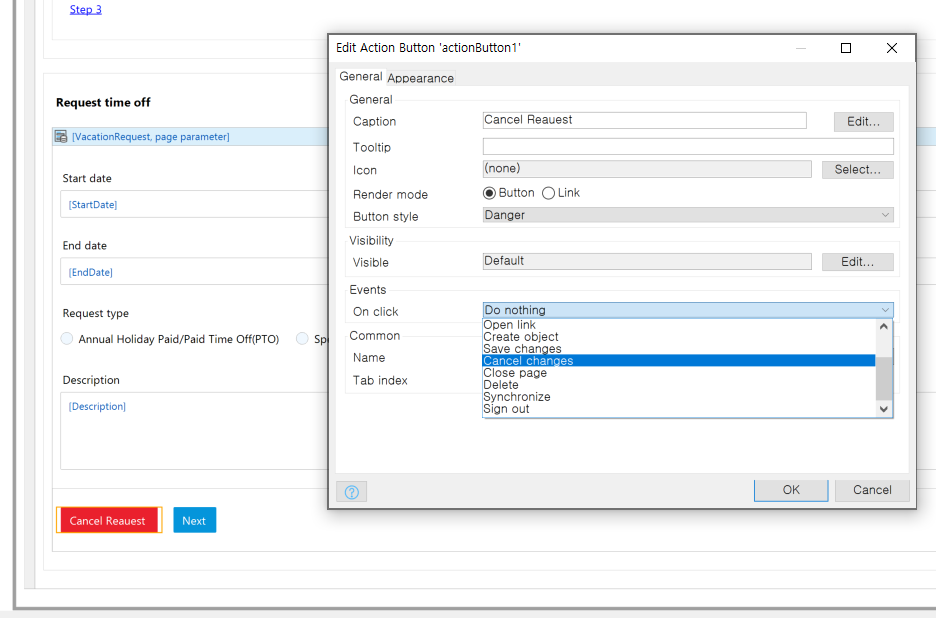 Step 3
Request time off
[VacationRequest, page parameter]
Start date
[StartDate]
End date
[EndDate]
Request type
Annual Holiday Paid/Paid Time Off(PTO)
Description
[Description]
Cancel Reauest
Next
Edit Action Button 'actionButton1'
General
Appearance
General
Caption
Cancel Reauest
Edit...
Tooltip
Icon
(none)
Select...
Render mode
Button
Link
Button style
Danger
Visibility
Visible
Default
Edit...
Events
On click
Do nothing
Open link
Create object
Save changes
Cancel changes
Close page
Delete
Synchronize
Sign out
Common
Name
Tab index
?
OK
Cancel